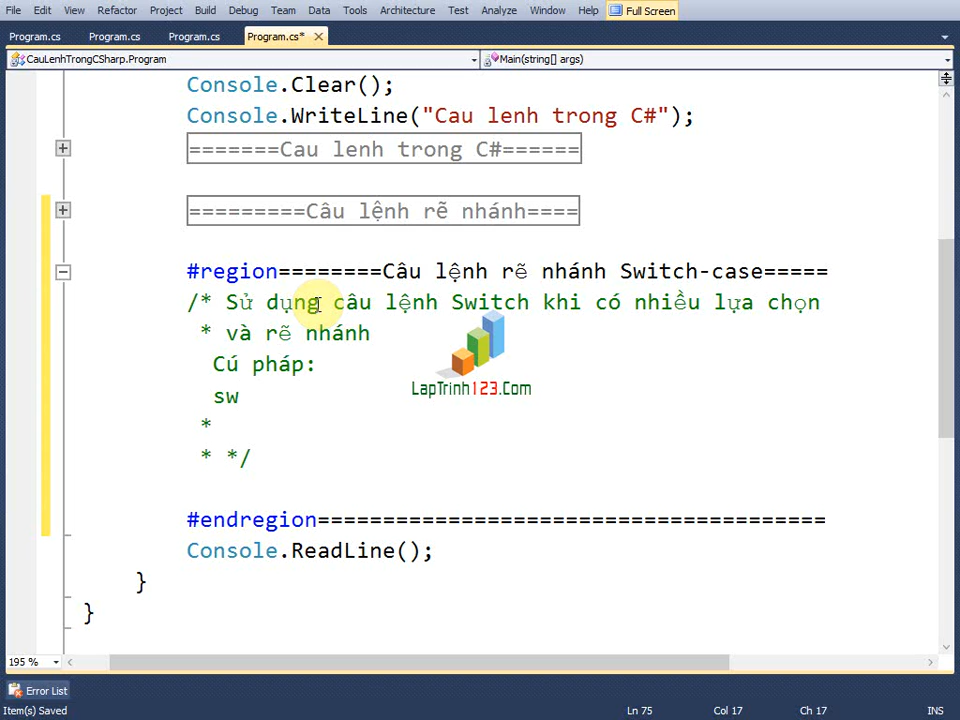 File Edit View Refactor Project Build Debug Team Data Tools Architecture Test Analyze Window Help Full Screen
Program.cs Program.cs Program.cs Program.cs*
CauLenhTrongCSharp.Program Main(string[] args)
Console.Clear();
Console.WriteLine("Cau lenh trong C#");
=======Cau lenh trong C#======
=========Câu lệnh rẽ nhánh====
#region========Câu lệnh rẽ nhánh Switch-case=====
/* Sử dụng câu lệnh Switch khi có nhiều lựa chọn
* và rẽ nhánh
Cú pháp:
LapTrinh123.Com
sw
*
* */
#endregion=======================================
Console.ReadLine();
}
}
195 %
Error List
Item(s) Saved Ln 75 Col 17 Ch 17 INS